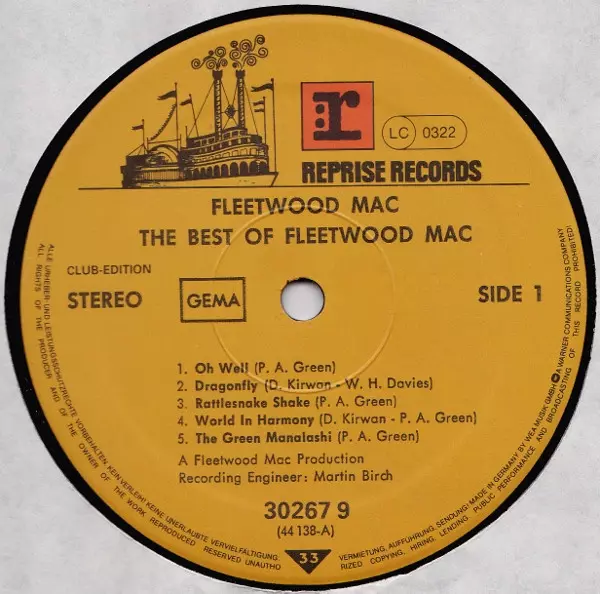 r
LC 0322
REPRISE RECORDS
FLEETWOOD MAC
THE BEST OF FLEETWOOD MAC
CLUB-EDITION
STEREO
GEMA
SIDE 1
1. Oh Well (P. A. Green)
2. Dragonfly (D. Kirwan - W. H. Davies)
3. Rattlesnake Shake (P. A. Green)
4. World In Harmony (D. Kirwan - P. A. Green)
5. The Green Manalashi (P. A. Green)
A Fleetwood Mac Production
Recording Engineer: Martin Birch
30267 9
(44 138-A)
33
ALLE URHEBER- UND LEISTUNGSSCHUTZRECHTE VORBEHALTEN. KEIN VERLEIH! KEINE UNERLAUBTE VERVIELFÄLTIGUNG,
VERMIETUNG, AUFFÜHRUNG, SENDUNG! MADE IN GERMANY BY WEA MUSIK GMBH A WARNER COMMUNICATIONS COMPANY
ALL RIGHTS OF THE PRODUCER AND OF THE OWNER OF THE WORK REPRODUCED RESERVED UNAUTHO
RIZED COPYING, HIRING, LENDING, PUBLIC PERFORMANCE AND BROADCASTING OF THIS RECORD PROHIBITED!